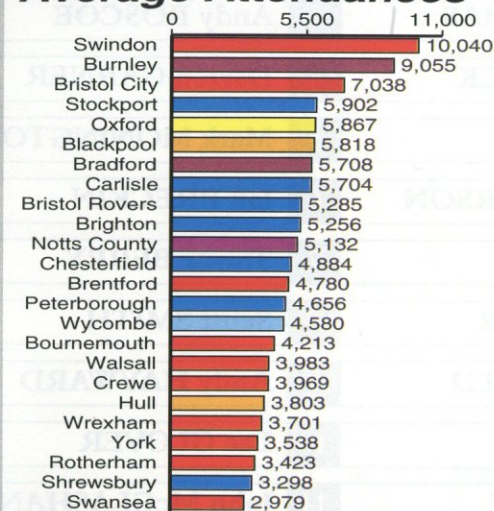 Average Attendances
0 5,500 11,000
Swindon 10,040
Burnley 9,055
Bristol City 7,038
Stockport 5,902
Oxford 5,867
Blackpool 5,818
Bradford 5,708
Carlisle 5,704
Bristol Rovers 5,285
Brighton 5,256
Notts County 5,132
Chesterfield 4,884
Brentford 4,780
Peterborough 4,656
Wycombe 4,580
Bournemouth 4,213
Walsall 3,983
Crewe 3,969
Hull 3,803
Wrexham 3,701
York 3,538
Rotherham 3,423
Shrewsbury 3,298
Swansea 2,979